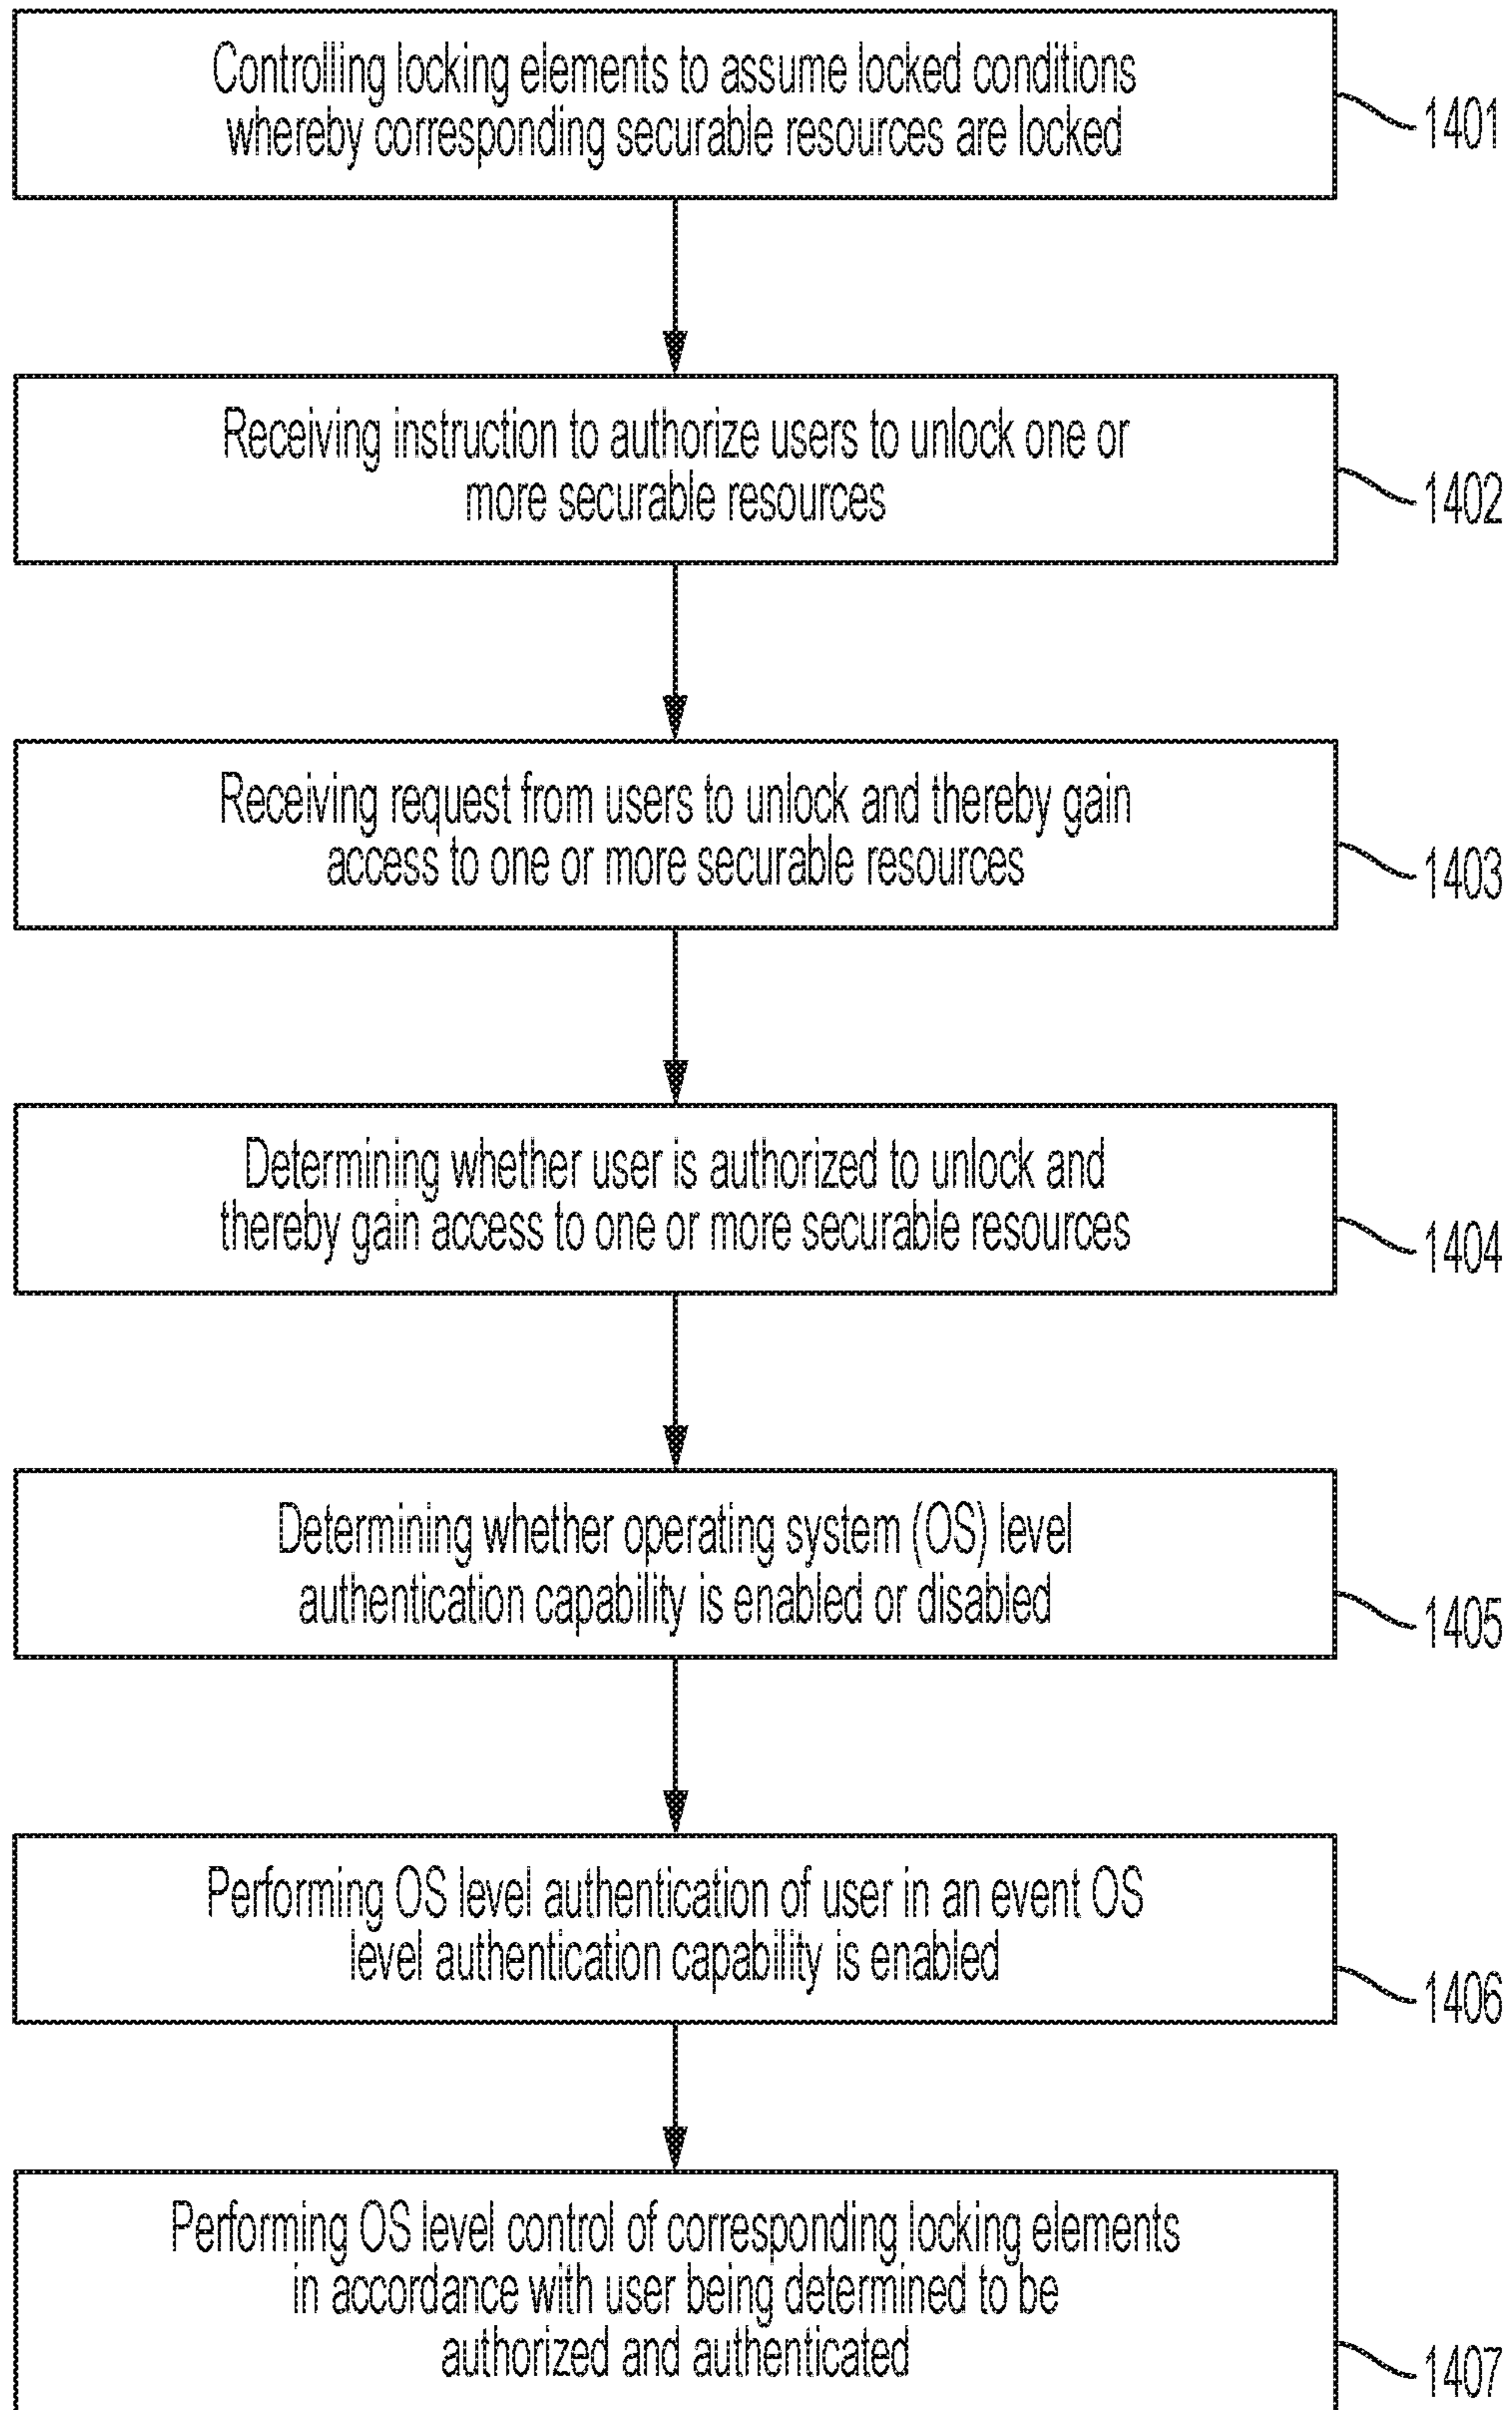 Controlling locking elements to assume locked conditions
whereby corresponding securable resources are locked
1401
Receiving instruction to authorize users to unlock one or
more securable resources
1402
Receiving request from users to unlock and thereby gain
access to one or more securable resources
1403
Determining whether user is authorized to unlock and
thereby gain access to one or more securable resources
1404
Determining whether operating system (OS) level
authentication capability is enabled or disabled
1405
Performing OS level authentication of user in an event OS
level authentication capability is enabled
1406
Performing OS level control of corresponding locking elements
in accordance with user being determined to be
authorized and authenticated
1407